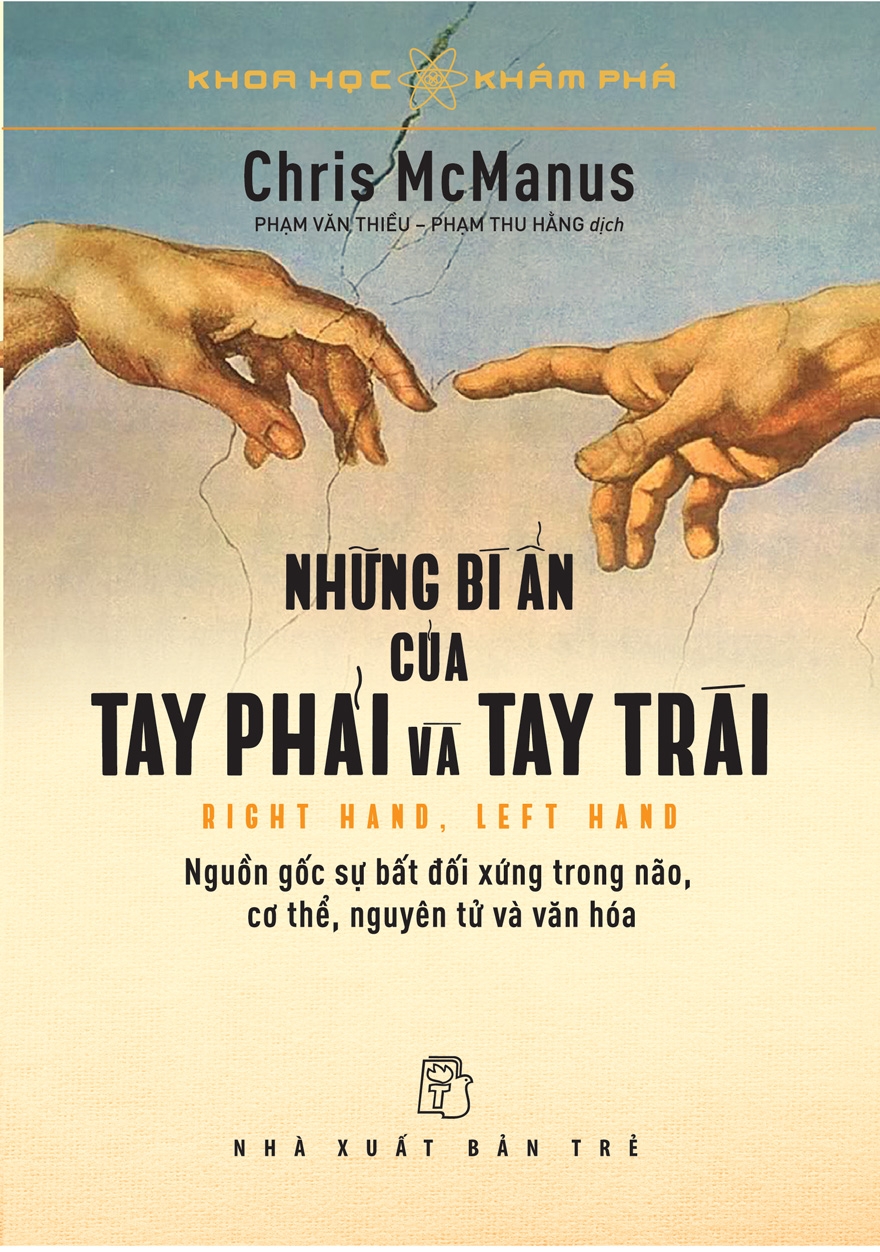 KHOA HỌC KHÁM PHÁ
Chris McManus
PHẠM VĂN THIỀU – PHẠM THU HẰNG dịch
NHỮNG BÍ ẨN
CỦA
TAY PHẢI VÀ TAY TRÁI
RIGHT HAND, LEFT HAND
Nguồn gốc sự bất đối xứng trong não,
cơ thể, nguyên tử và văn hóa
T
NHÀ XUẤT BẢN TRẺ